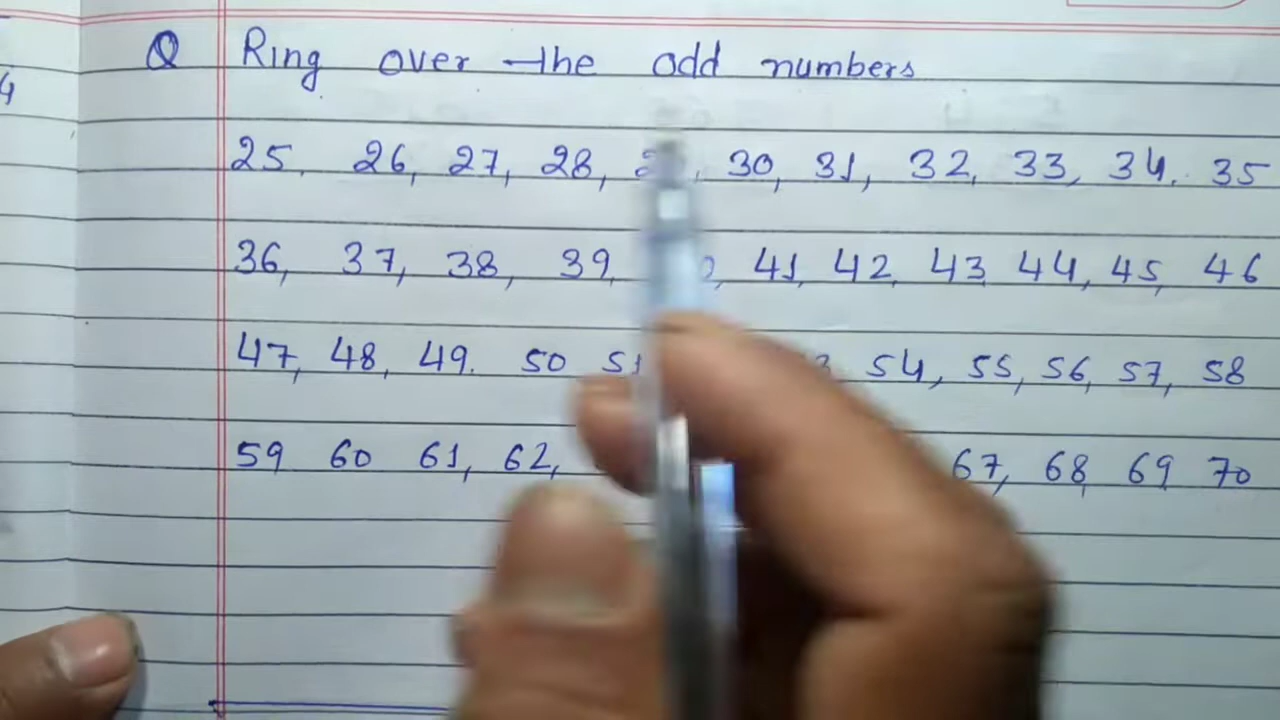 Q Ring over the odd numbers
25, 26, 27, 28, 30, 31, 32, 33, 34, 35
36, 37, 38, 39, 41, 42, 43, 44, 45, 46
47, 48, 49. 50 51 54, 55, 56, 57, 58
59 60 61, 62, 67, 68, 69, 70
4